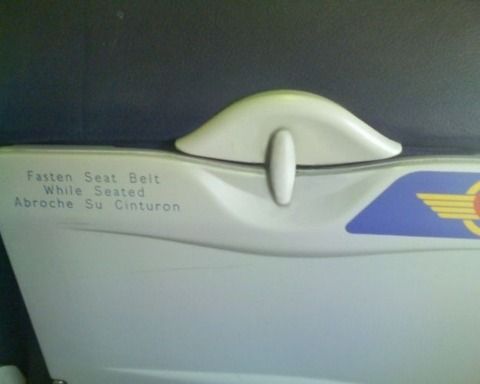 Fasten Seat Belt
While Seated
Abroche Su Cinturon